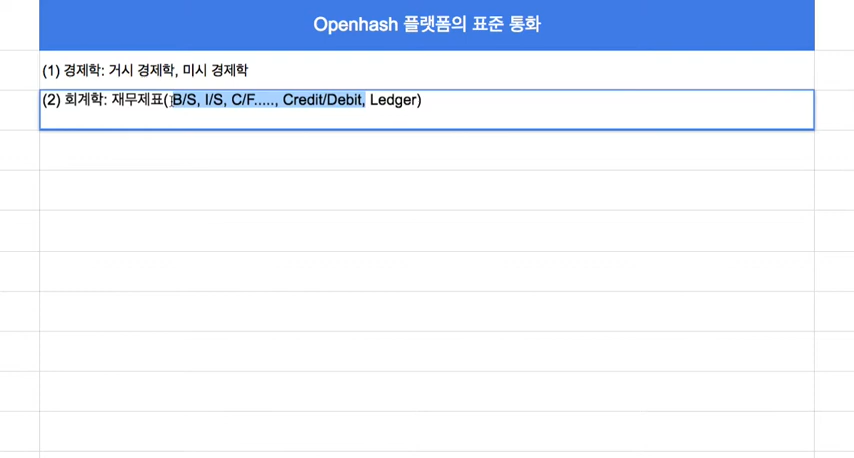 Openhash 플랫폼의 표준 통화
(1) 경제학: 거시 경제학, 미시 경제학
(2) 회계학: 재무제표(B/S, I/S, C/F....., Credit/Debit, Ledger)